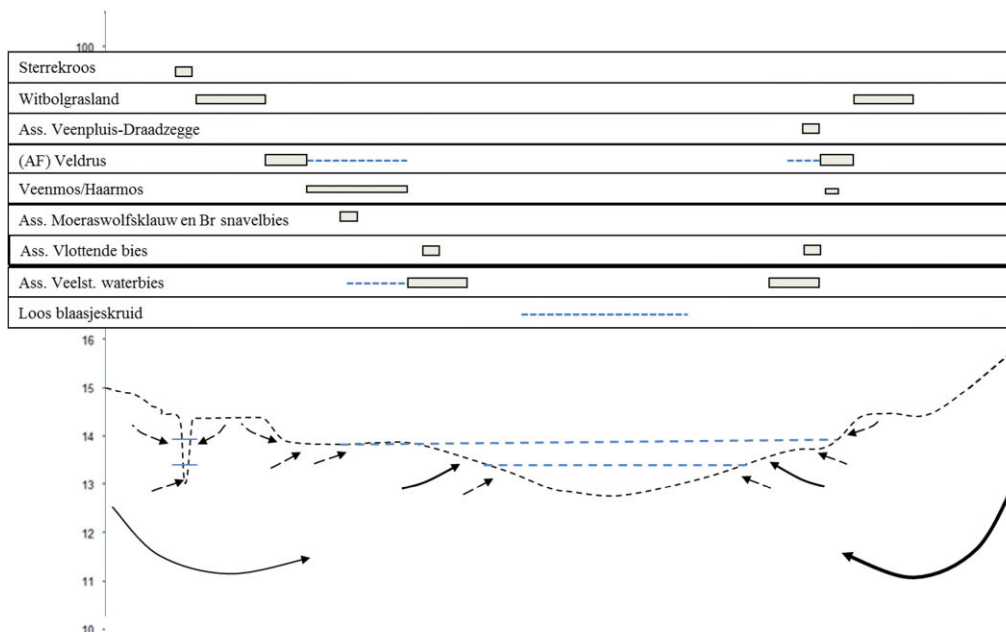 100
Sterrekroos
Witbolgrasland
Ass. Veenpluis-Draadzegge
(AF) Veldrus
Veenmos/Haarmos
Ass. Moeraswolfsklauw en Br snavelbies
Ass. Vlottende bies
Ass. Veelst. waterbies
Loos blaasjeskruid
16
15
14
13
12
11
10